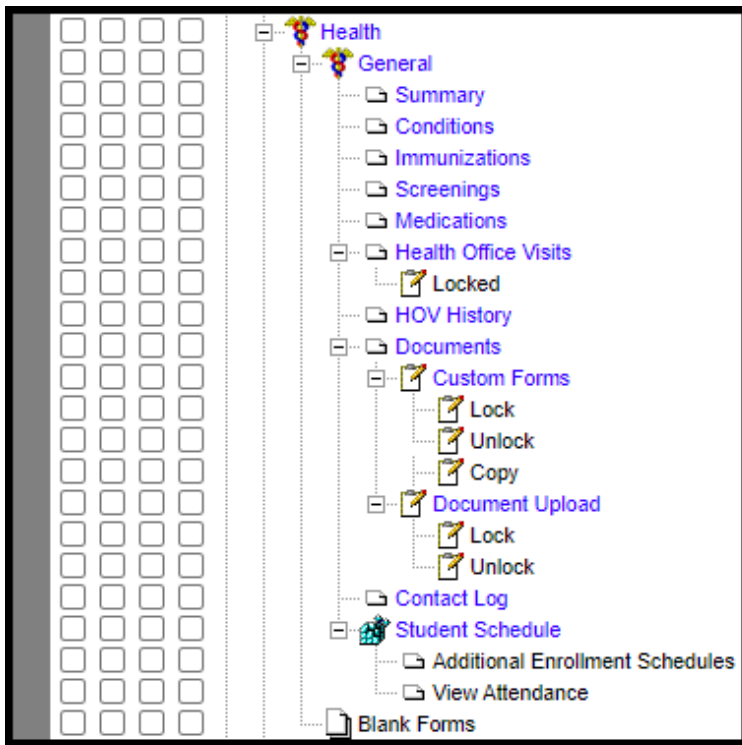 Health
General
Summary
Conditions
Immunizations
Screenings
Medications
Health Office Visits
Locked
HOV History
Documents
Custom Forms
Lock
Unlock
Copy
Document Upload
Lock
Unlock
Contact Log
Student Schedule
Additional Enrollment Schedules
View Attendance
Blank Forms